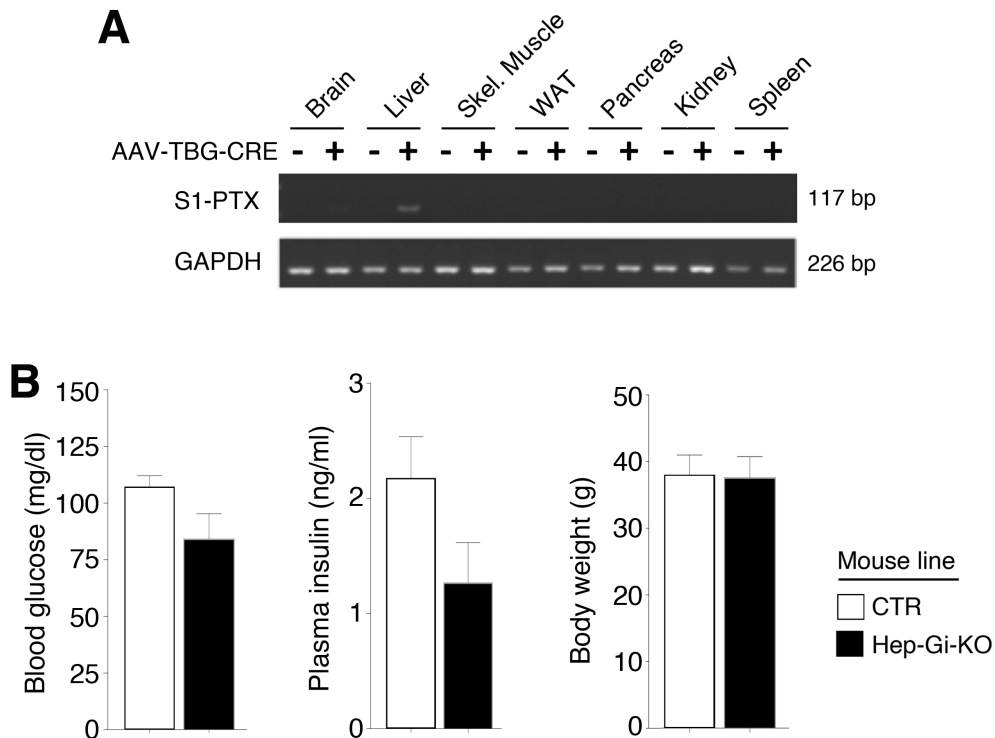 A
Brain Liver Skel. Muscle WAT Pancreas Kidney Spleen
AAV-TBG-CRE - + - + - + - + - + - + - +
S1-PTX 117 bp
GAPDH 226 bp
B
Blood glucose (mg/dl)
150
125
100
75
50
25
0
Plasma insulin (ng/ml)
3
2
1
0
Body weight (g)
50
40
30
20
10
0
Mouse line
CTR
Hep-Gi-KO